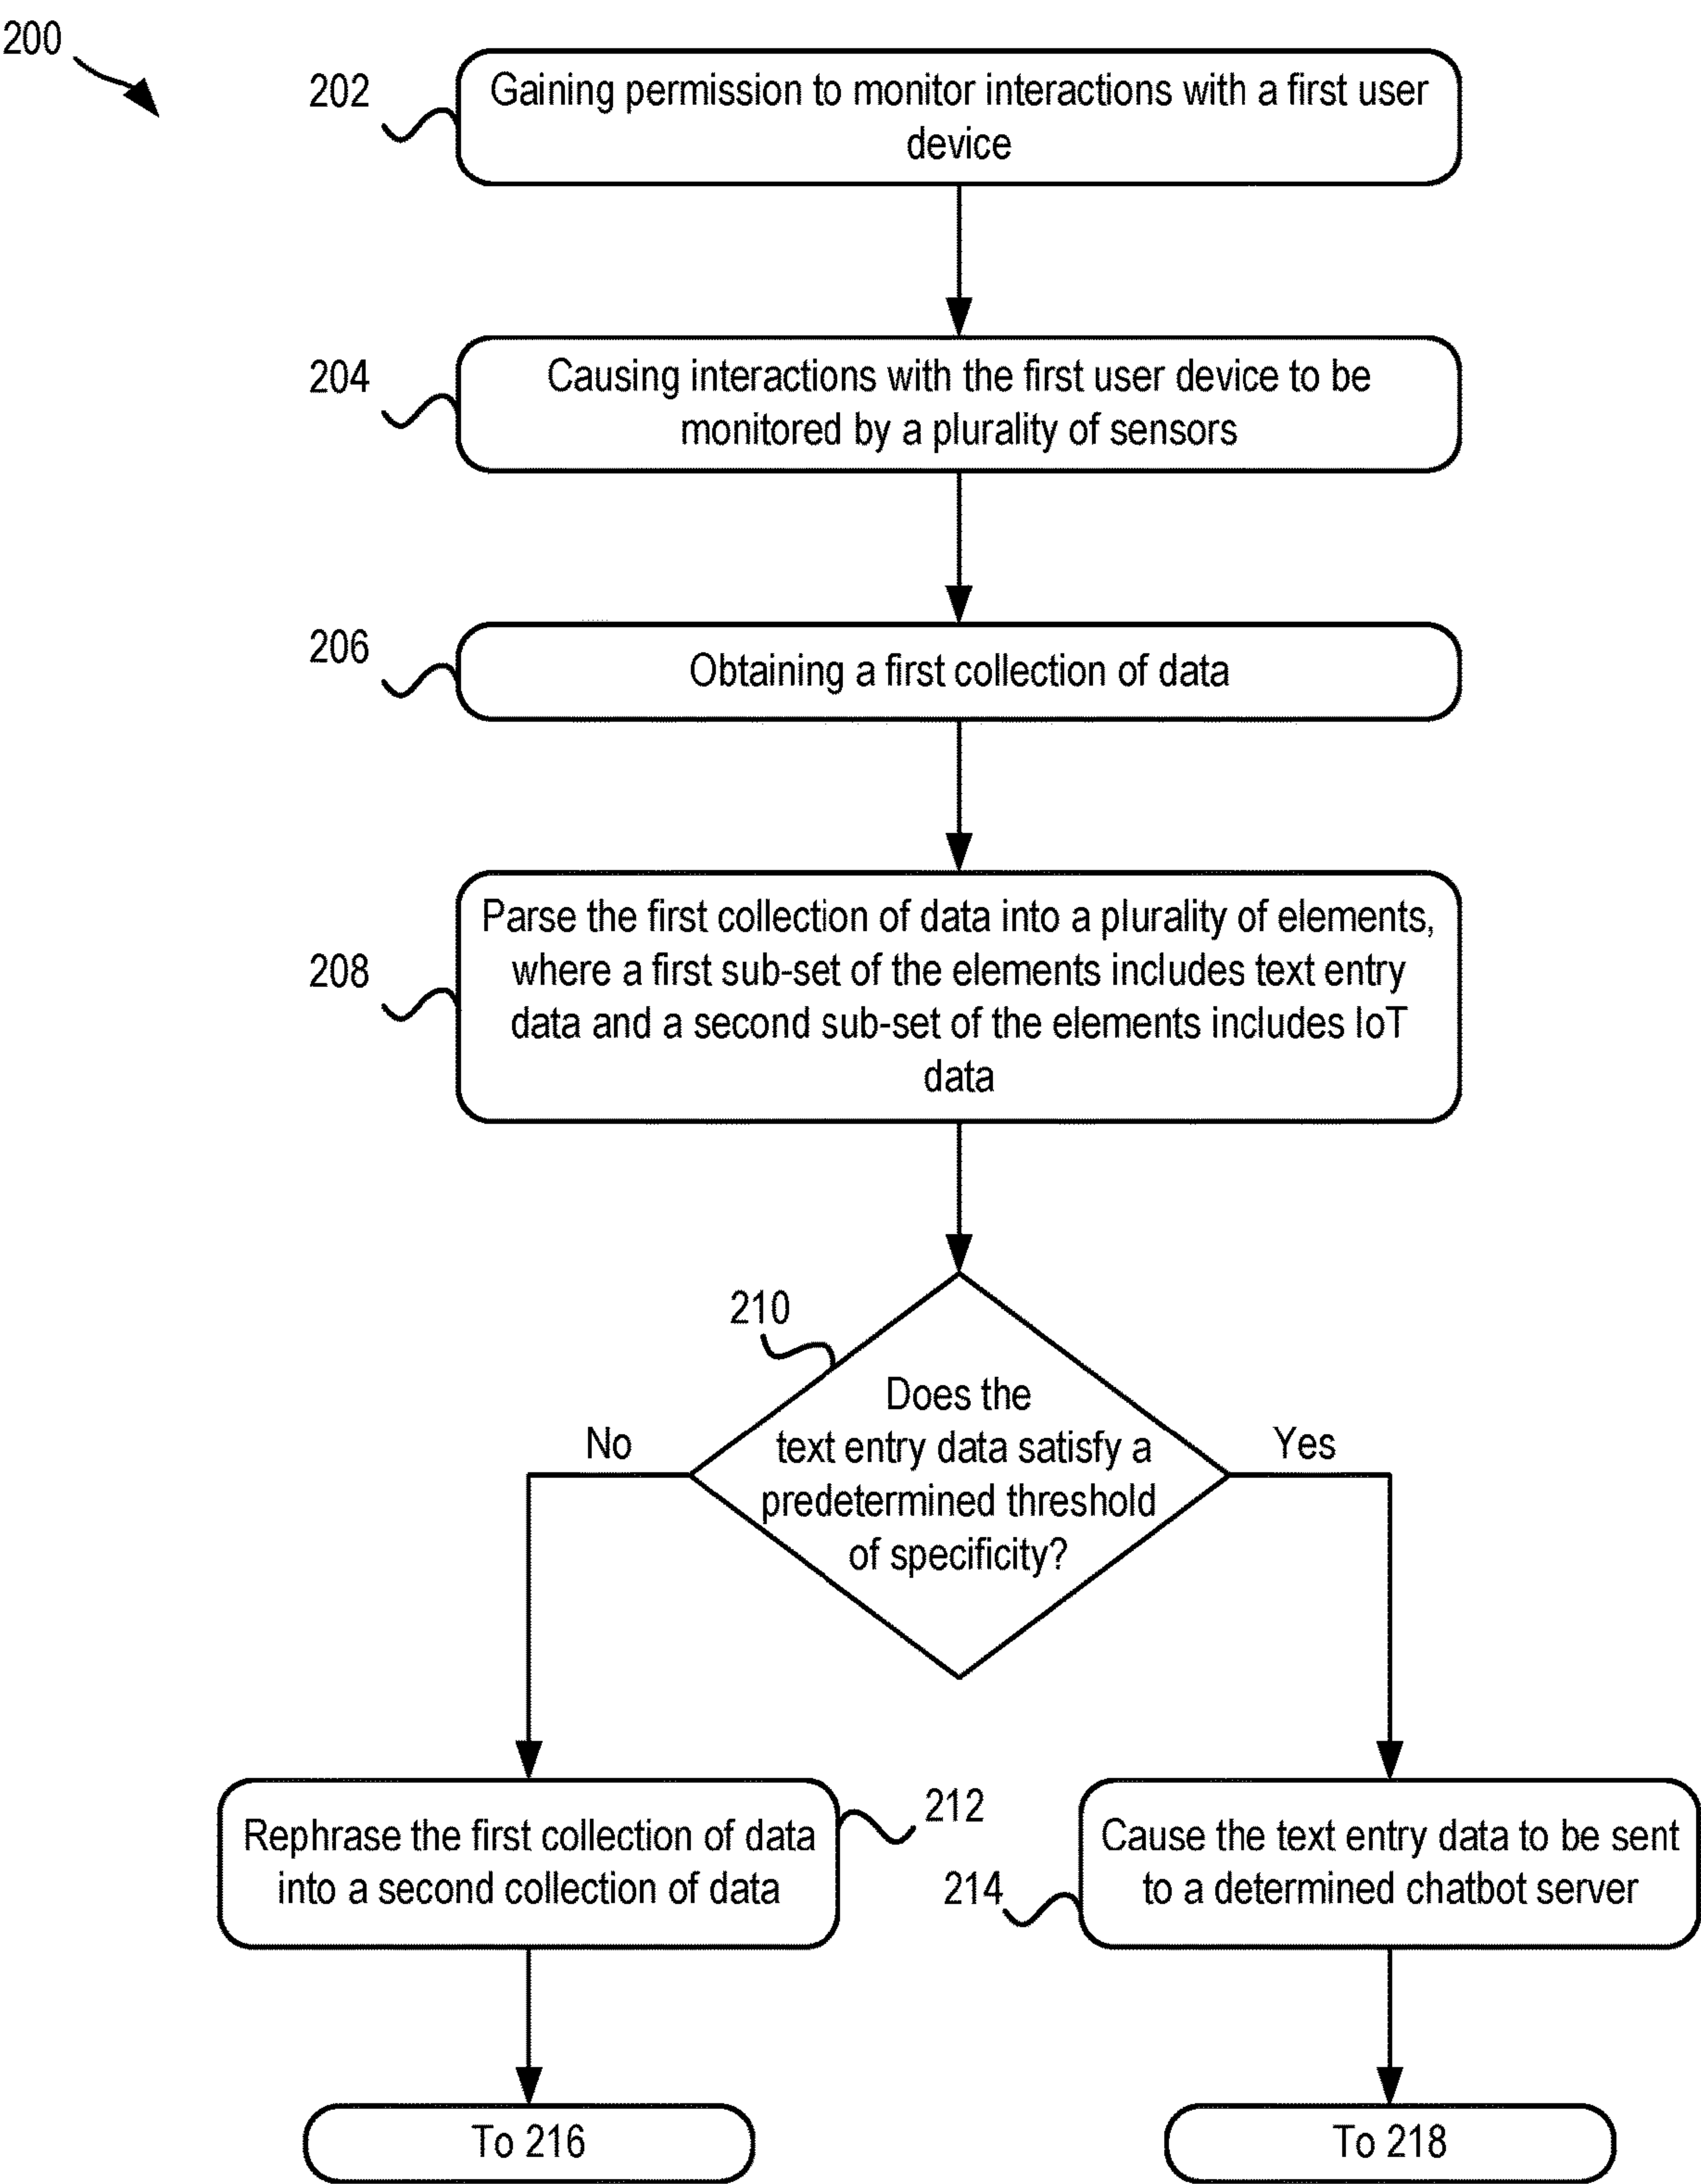 200
202
Gaining permission to monitor interactions with a first user
device
204
Causing interactions with the first user device to be
monitored by a plurality of sensors
206
Obtaining a first collection of data
208
Parse the first collection of data into a plurality of elements,
where a first sub-set of the elements includes text entry
data and a second sub-set of the elements includes IoT
data
210
Does the
text entry data satisfy a
predetermined threshold
of specificity?
No
Yes
212
Rephrase the first collection of data
into a second collection of data
214
Cause the text entry data to be sent
to a determined chatbot server
To 216
To 218